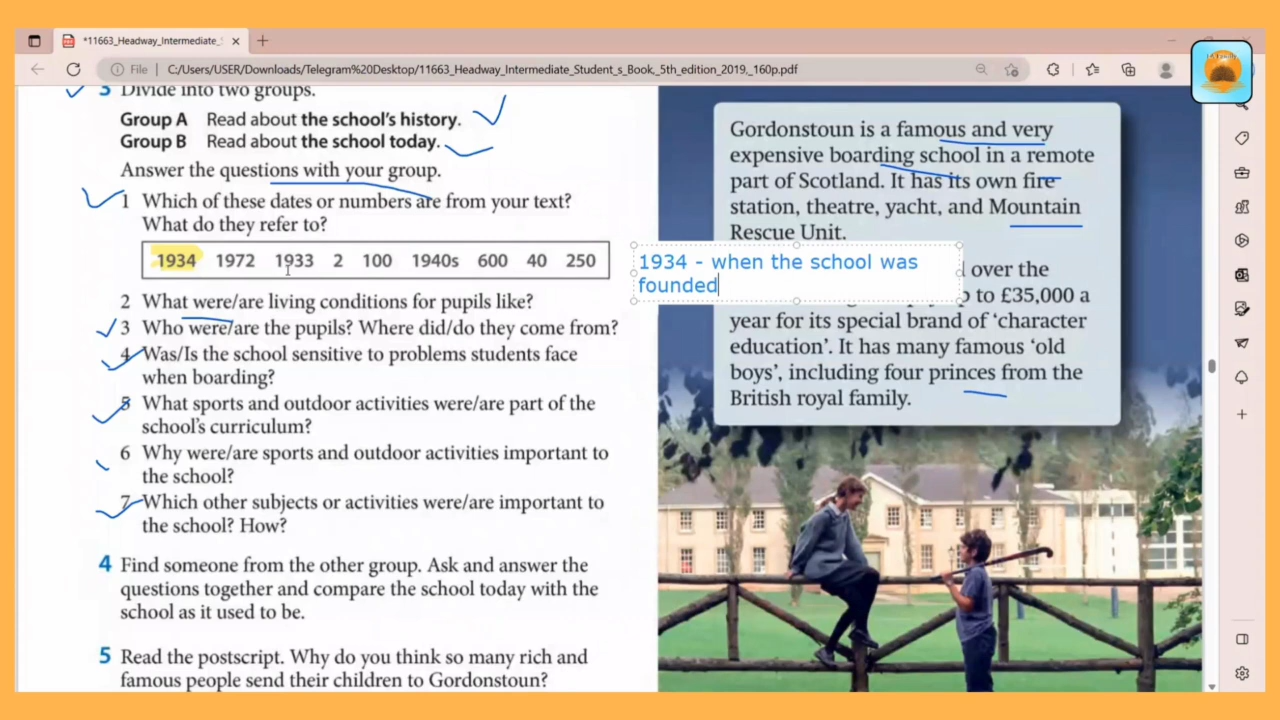 *11663_Headway_Intermediate_S
File
C:/Users/USER/Downloads/Telegram%20Desktop/11663_Headway_Intermediate_Student_s_Book,_5th_edition_2019,_160p.pdf
3 Divide into two groups.
Group A Read about the school's history.
Group B Read about the school today.
Answer the questions with your group.
1 Which of these dates or numbers are from your text?
What do they refer to?
1934 1972 1933 2 100 1940s 600 40 250
2 What were/are living conditions for pupils like?
3 Who were/are the pupils? Where did/do they come from?
4 Was/Is the school sensitive to problems students face
when boarding?
5 What sports and outdoor activities were/are part of the
school's curriculum?
6 Why were/are sports and outdoor activities important to
the school?
7 Which other subjects or activities were/are important to
the school? How?
4 Find someone from the other group. Ask and answer the
questions together and compare the school today with the
school as it used to be.
5 Read the postscript. Why do you think so many rich and
famous people send their children to Gordonstoun?
Gordonstoun is a famous and very
expensive boarding school in a remote
part of Scotland. It has its own fire
station, theatre, yacht, and Mountain
Rescue Unit.
1934 - when the school was
founded
over the
to £35,000 a
year for its special brand of 'character
education'. It has many famous 'old
boys', including four princes from the
British royal family.